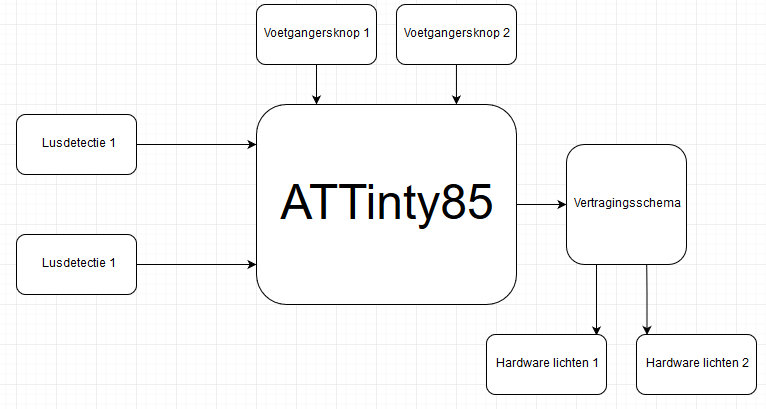 Voetgangersknop 1
Voetgangersknop 2
Lusdetectie 1
ATTinty85
Vertragingsschema
Lusdetectie 1
Hardware lichten 1
Hardware lichten 2